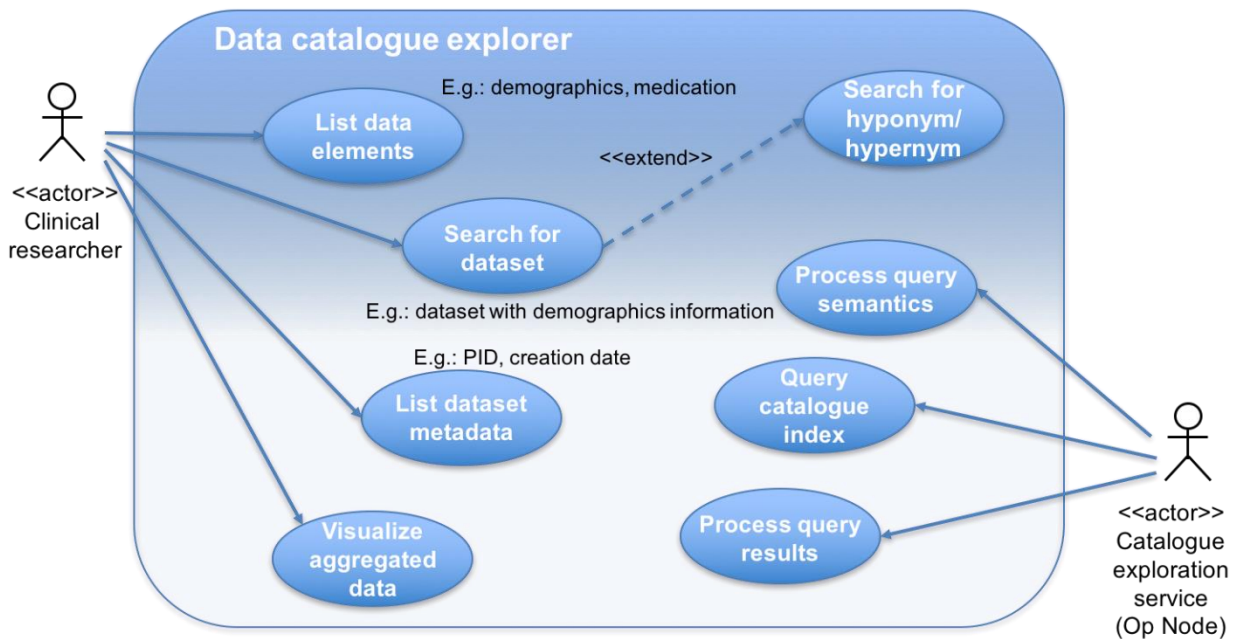 Data catalogue explorer
E.g.: demographics, medication
Search for
hyponym/
hypernym
List data
elements
<<extend>>
<<actor>>
Clinical
researcher
Search for
dataset
Process query
semantics
E.g.: dataset with demographics information
E.g.: PID, creation date
List dataset
metadata
Query
catalogue
index
Process query
results
Visualize
aggregated
data
<<actor>>
Catalogue
exploration
service
(Op Node)